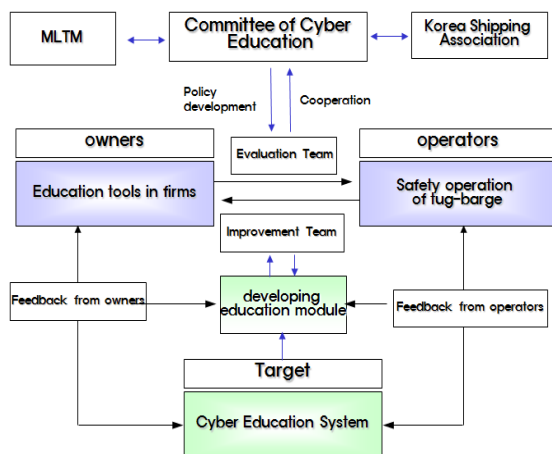 MLTM
Committee of Cyber
Education
Korea Shipping
Association
Policy
development
Cooperation
owners
Evaluation Team
operators
Education tools in firms
Safety operation
of tug-barge
Improvement Team
Feedback from owners
developing
education module
Feedback from operators
Target
Cyber Education System